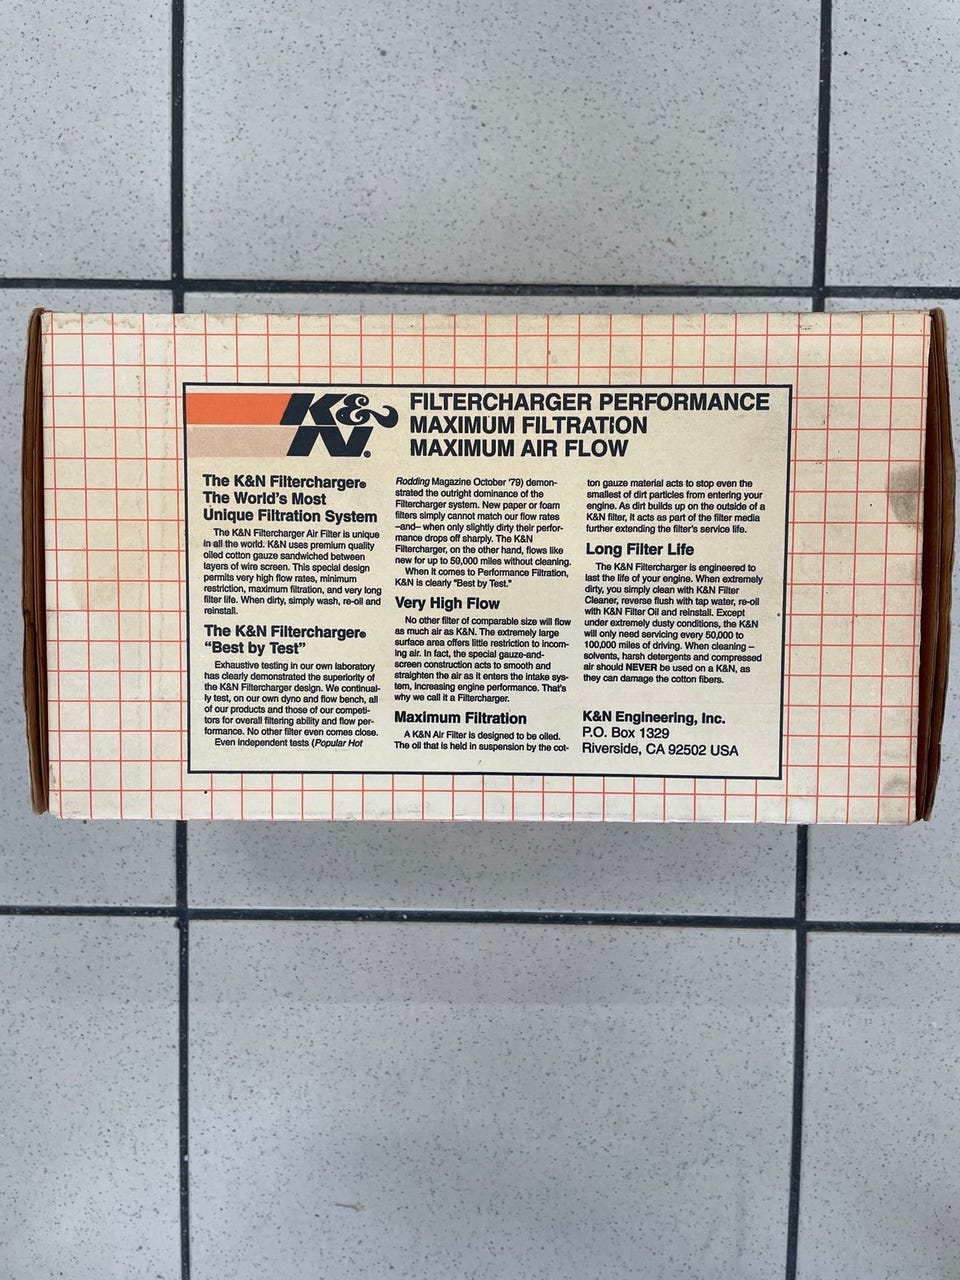 K&N®
FILTERCHARGER PERFORMANCE
MAXIMUM FILTRATION
MAXIMUM AIR FLOW
The K&N Filtercharger®
The World's Most
Unique Filtration System
The K&N Filtercharger Air Filter is unique
in all the world. K&N uses premium quality
oiled cotton gauze sandwiched between
layers of wire screen. This special design
permits very high flow rates, minimum
restriction, maximum filtration, and very long
filter life. When dirty, simply wash, re-oil and
reinstall.
The K&N Filtercharger®
"Best by Test"
Exhaustive testing in our own laboratory
has clearly demonstrated the superiority of
the K&N Filtercharger design. We continual-
ly test, on our own dyno and flow bench, all
of our products and those of our competi-
tors for overall filtering ability and flow per-
formance. No other filter even comes close.
Even independent tests (Popular Hot
Rodding Magazine October '79) demon-
strated the outright dominance of the
Filtercharger system. New paper or foam
filters simply cannot match our flow rates
–and– when only slightly dirty their perfor-
mance drops off sharply. The K&N
Filtercharger, on the other hand, flows like
new for up to 50,000 miles without cleaning.
When it comes to Performance Filtration,
K&N is clearly "Best by Test."
Very High Flow
No other filter of comparable size will flow
as much air as K&N. The extremely large
surface area offers little restriction to incom-
ing air. In fact, the special gauze-and-
screen construction acts to smooth and
straighten the air as it enters the intake sys-
tem, increasing engine performance. That's
why we call it a Filtercharger.
Maximum Filtration
A K&N Air Filter is designed to be oiled.
The oil that is held in suspension by the cot-
ton gauze material acts to stop even the
smallest of dirt particles from entering your
engine. As dirt builds up on the outside of a
K&N filter, it acts as part of the filter media
further extending the filter's service life.
Long Filter Life
The K&N Filtercharger is engineered to
last the life of your engine. When extremely
dirty, you simply clean with K&N Filter
Cleaner, reverse flush with tap water, re-oil
with K&N Filter Oil and reinstall. Except
under extremely dusty conditions, the K&N
will only need servicing every 50,000 to
100,000 miles of driving. When cleaning –
solvents, harsh detergents and compressed
air should NEVER be used on a K&N, as
they can damage the cotton fibers.
K&N Engineering, Inc.
P.O. Box 1329
Riverside, CA 92502 USA